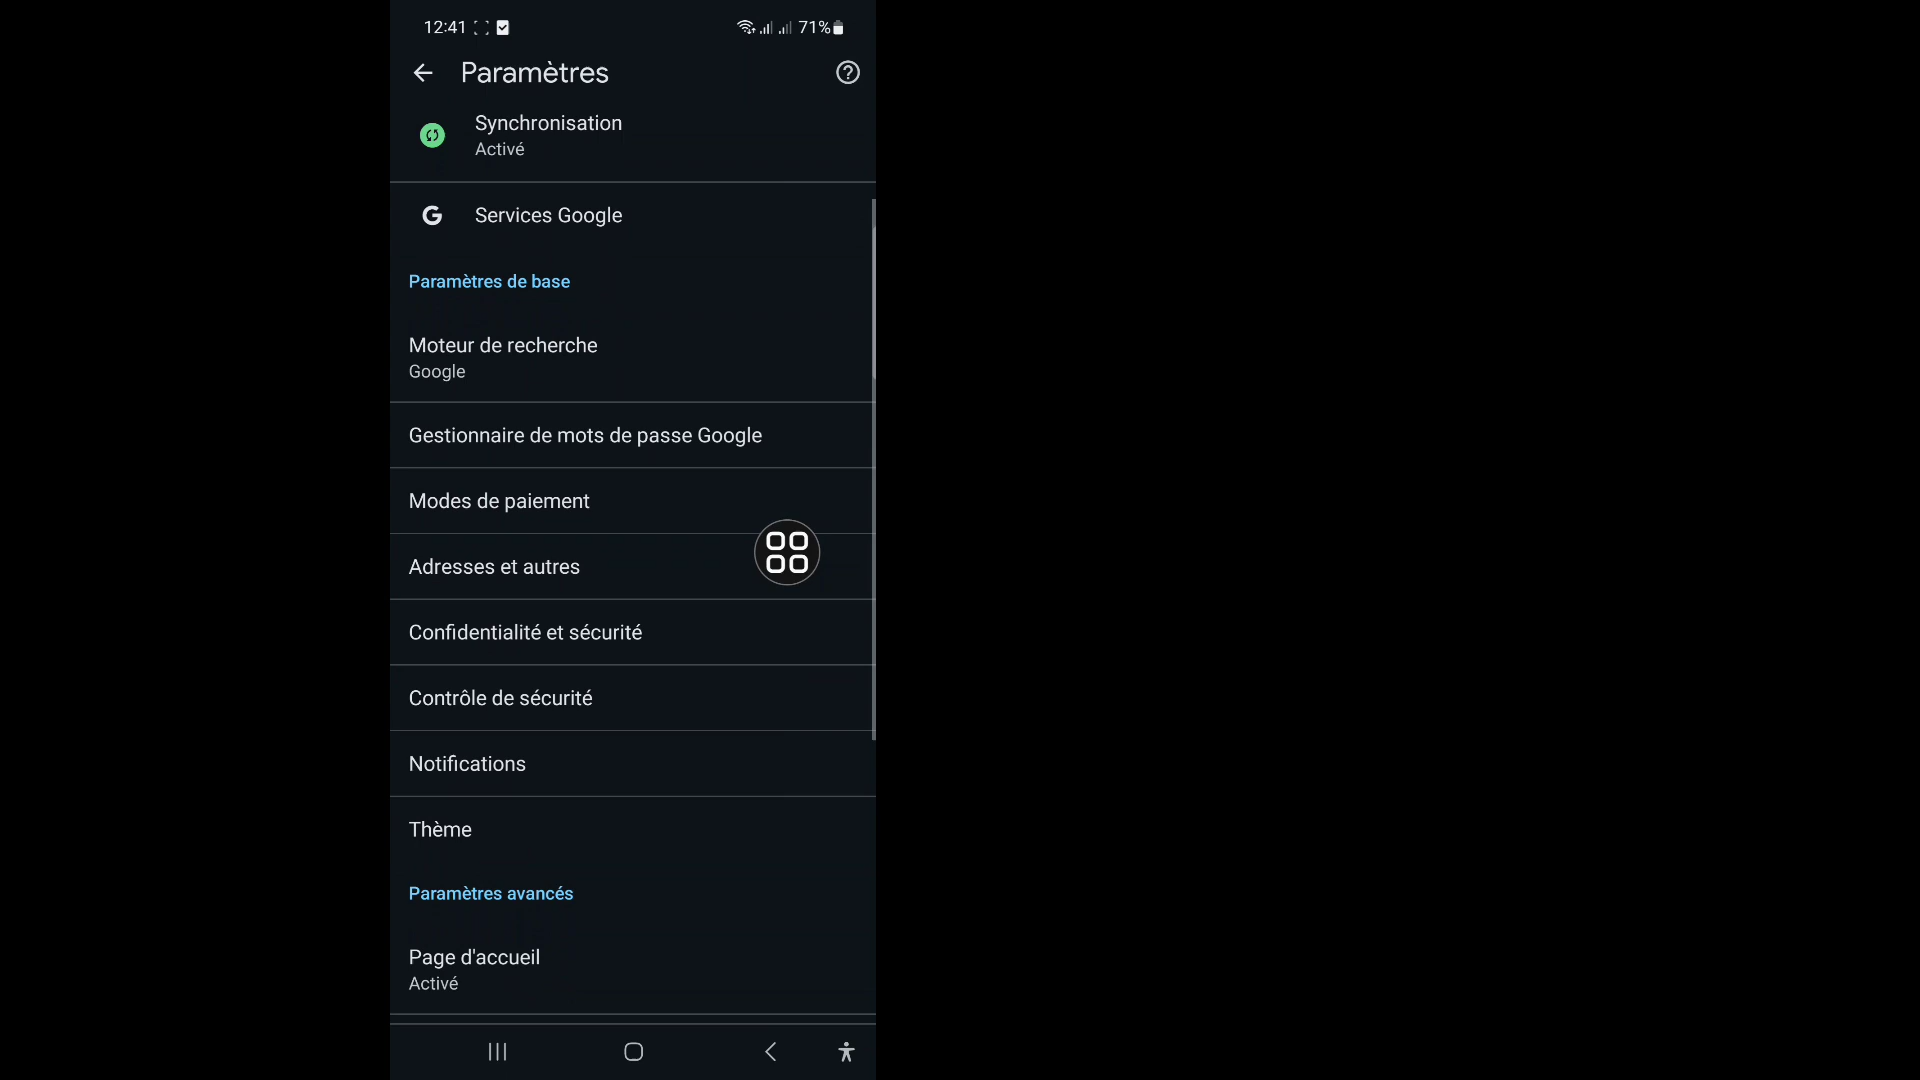 12:41 71%
Paramètres
Synchronisation
Activé
Services Google
Paramètres de base
Moteur de recherche
Google
Gestionnaire de mots de passe Google
Modes de paiement
Adresses et autres
Confidentialité et sécurité
Contrôle de sécurité
Notifications
Thème
Paramètres avancés
Page d'accueil
Activé